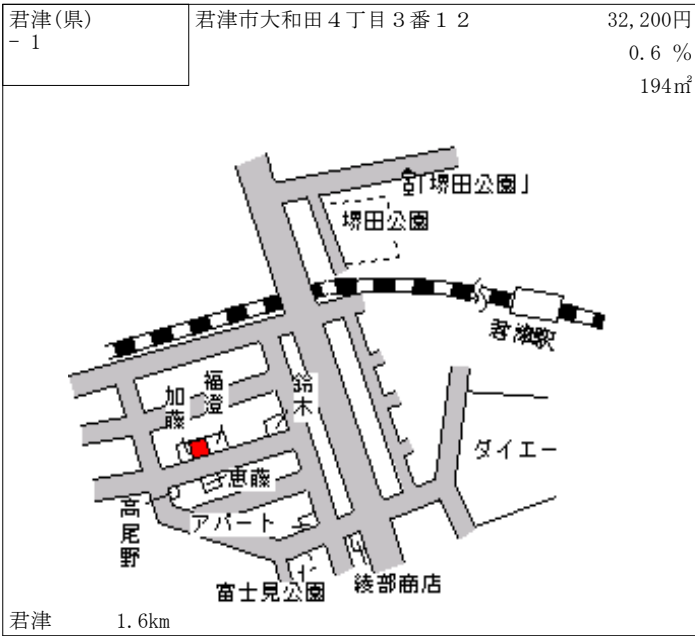 君津(県)
- 1
君津市大和田４丁目３番１２
32,200円
0.6 %
194㎡
「堺田公園」
堺田公園
君津駅
福澄
加藤
鈴木
ダイエー
恵藤
高尾野
アパート
富士見公園
綾部商店
君津 1.6km